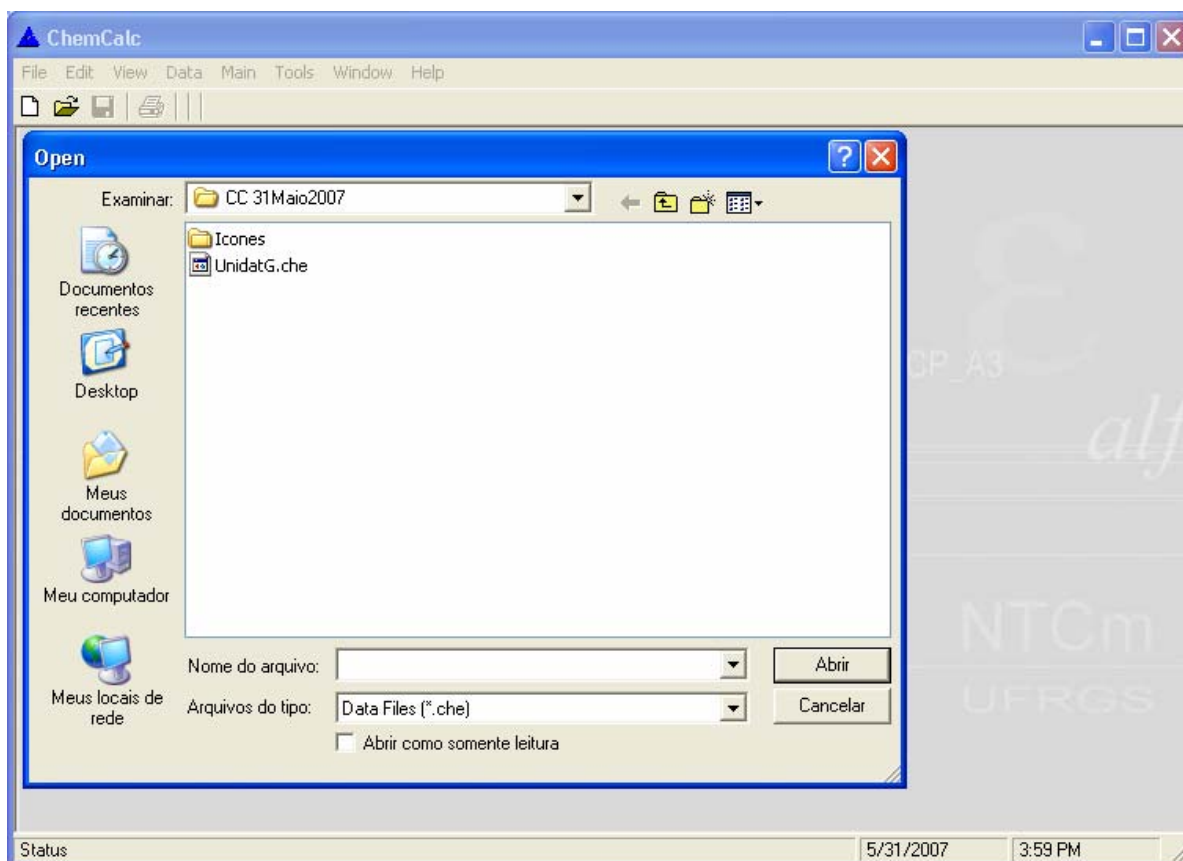 ChemCalc
File Edit View Data Main Tools Window Help
Open
Examinar: CC 31Maio2007
Icones
UnidatG.che
Documentos
recentes
Desktop
Meus
documentos
Meu computador
Meus locais de
rede
Nome do arquivo:
Abrir
Arquivos do tipo: Data Files (*.che)
Cancelar
Abrir como somente leitura
CP_A3
alf
NTCm
UFRGS
Status 5/31/2007 3:59 PM